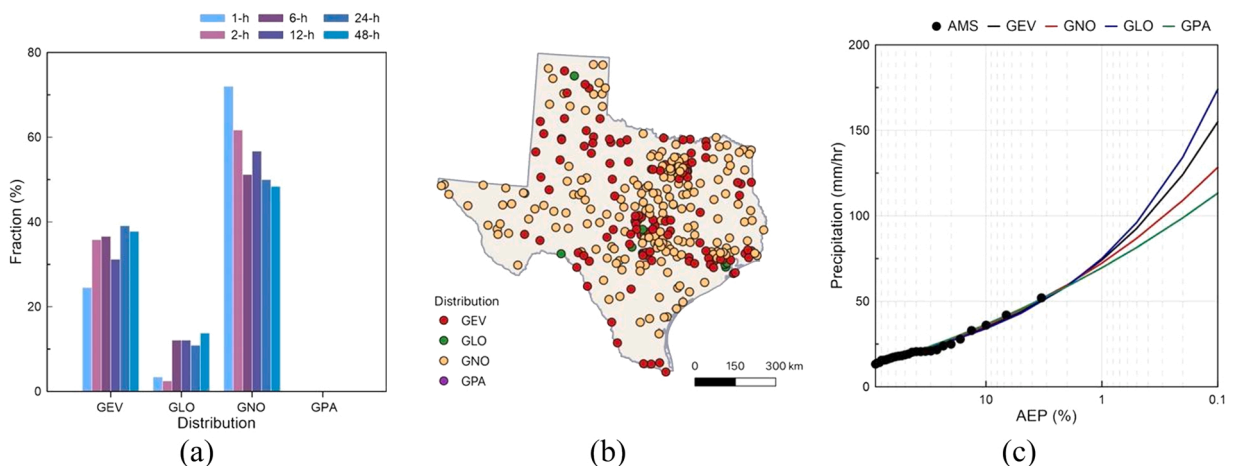 1-h 6-h 24-h
2-h 12-h 48-h
80
60
40
20
0
Fraction (%)
GEV GLO GNO GPA
Distribution
(a)
Distribution
GEV
GLO
GNO
GPA
0 150 300 km
(b)
AMS GEV GNO GLO GPA
200
150
100
50
0
Precipitation (mm/hr)
10 1 0.1
AEP (%)
(c)